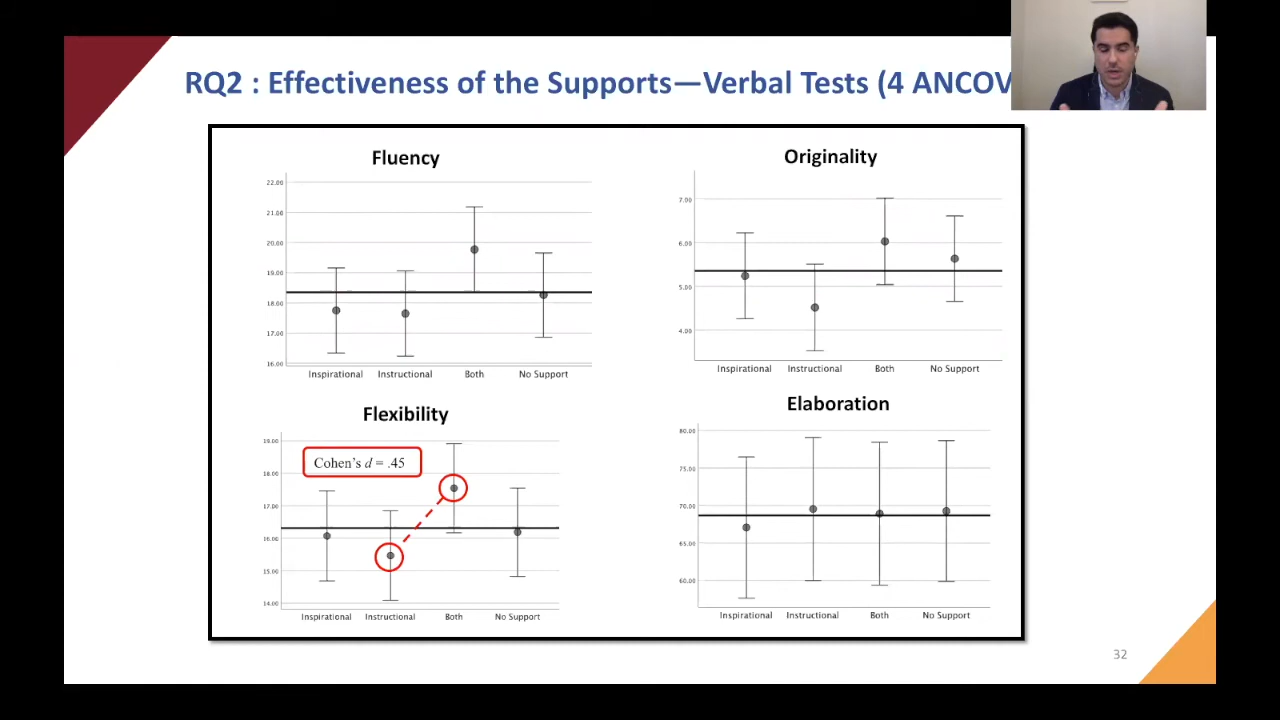 RQ2 : Effectiveness of the Supports—Verbal Tests (4 ANCOV
Fluency
22.00
21.00
20.00
19.00
18.00
17.00
16.00
Inspirational Instructional Both No Support
Originality
7.00
6.00
5.00
4.00
Inspirational Instructional Both No Support
Flexibility
19.00
Cohen's d = .45
18.00
17.00
16.00
15.00
14.00
Inspirational Instructional Both No Support
Elaboration
80.00
75.00
70.00
65.00
60.00
Inspirational Instructional Both No Support
32